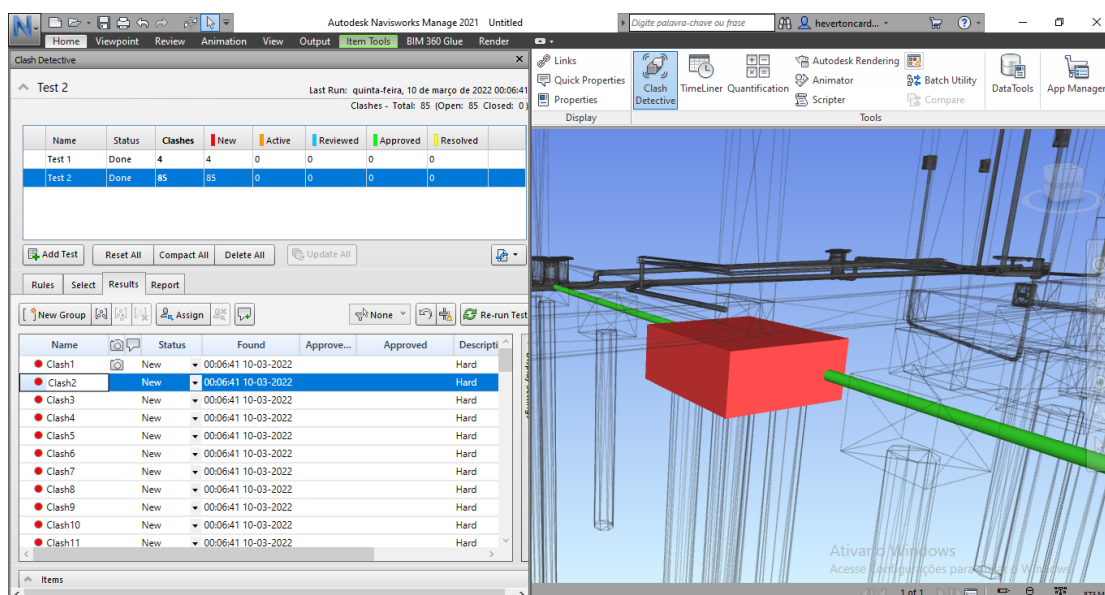 Autodesk Navisworks Manage 2021 Untitled
Digite palavra-chave ou frase
hevertoncard...
Home Viewpoint Review Animation View Output Item Tools BIM 360 Glue Render
Clash Detective
Links
Quick Properties
Properties
Display
Clash Detective
TimeLiner
Quantification
Autodesk Rendering
Animator
Scripter
Batch Utility
Compare
Tools
DataTools
App Manager
Test 2
Last Run: quinta-feira, 10 de março de 2022 00:06:41
Clashes - Total: 85 (Open: 85 Closed: 0)
Name Status Clashes New Active Reviewed Approved Resolved
Test 1 Done 4 4 0 0 0 0
Test 2 Done 85 85 0 0 0 0
Add Test Reset All Compact All Delete All Update All
Rules Select Results Report
New Group Assign None Re-run Test
Name Status Found Approve... Approved Descripti
Clash1 New 00:06:41 10-03-2022 Hard
Clash2 New 00:06:41 10-03-2022 Hard
Clash3 New 00:06:41 10-03-2022 Hard
Clash4 New 00:06:41 10-03-2022 Hard
Clash5 New 00:06:41 10-03-2022 Hard
Clash6 New 00:06:41 10-03-2022 Hard
Clash7 New 00:06:41 10-03-2022 Hard
Clash8 New 00:06:41 10-03-2022 Hard
Clash9 New 00:06:41 10-03-2022 Hard
Clash10 New 00:06:41 10-03-2022 Hard
Clash11 New 00:06:41 10-03-2022 Hard
Items
Ativar o Windows
Acesse Configurações para o Windows
1 of 1